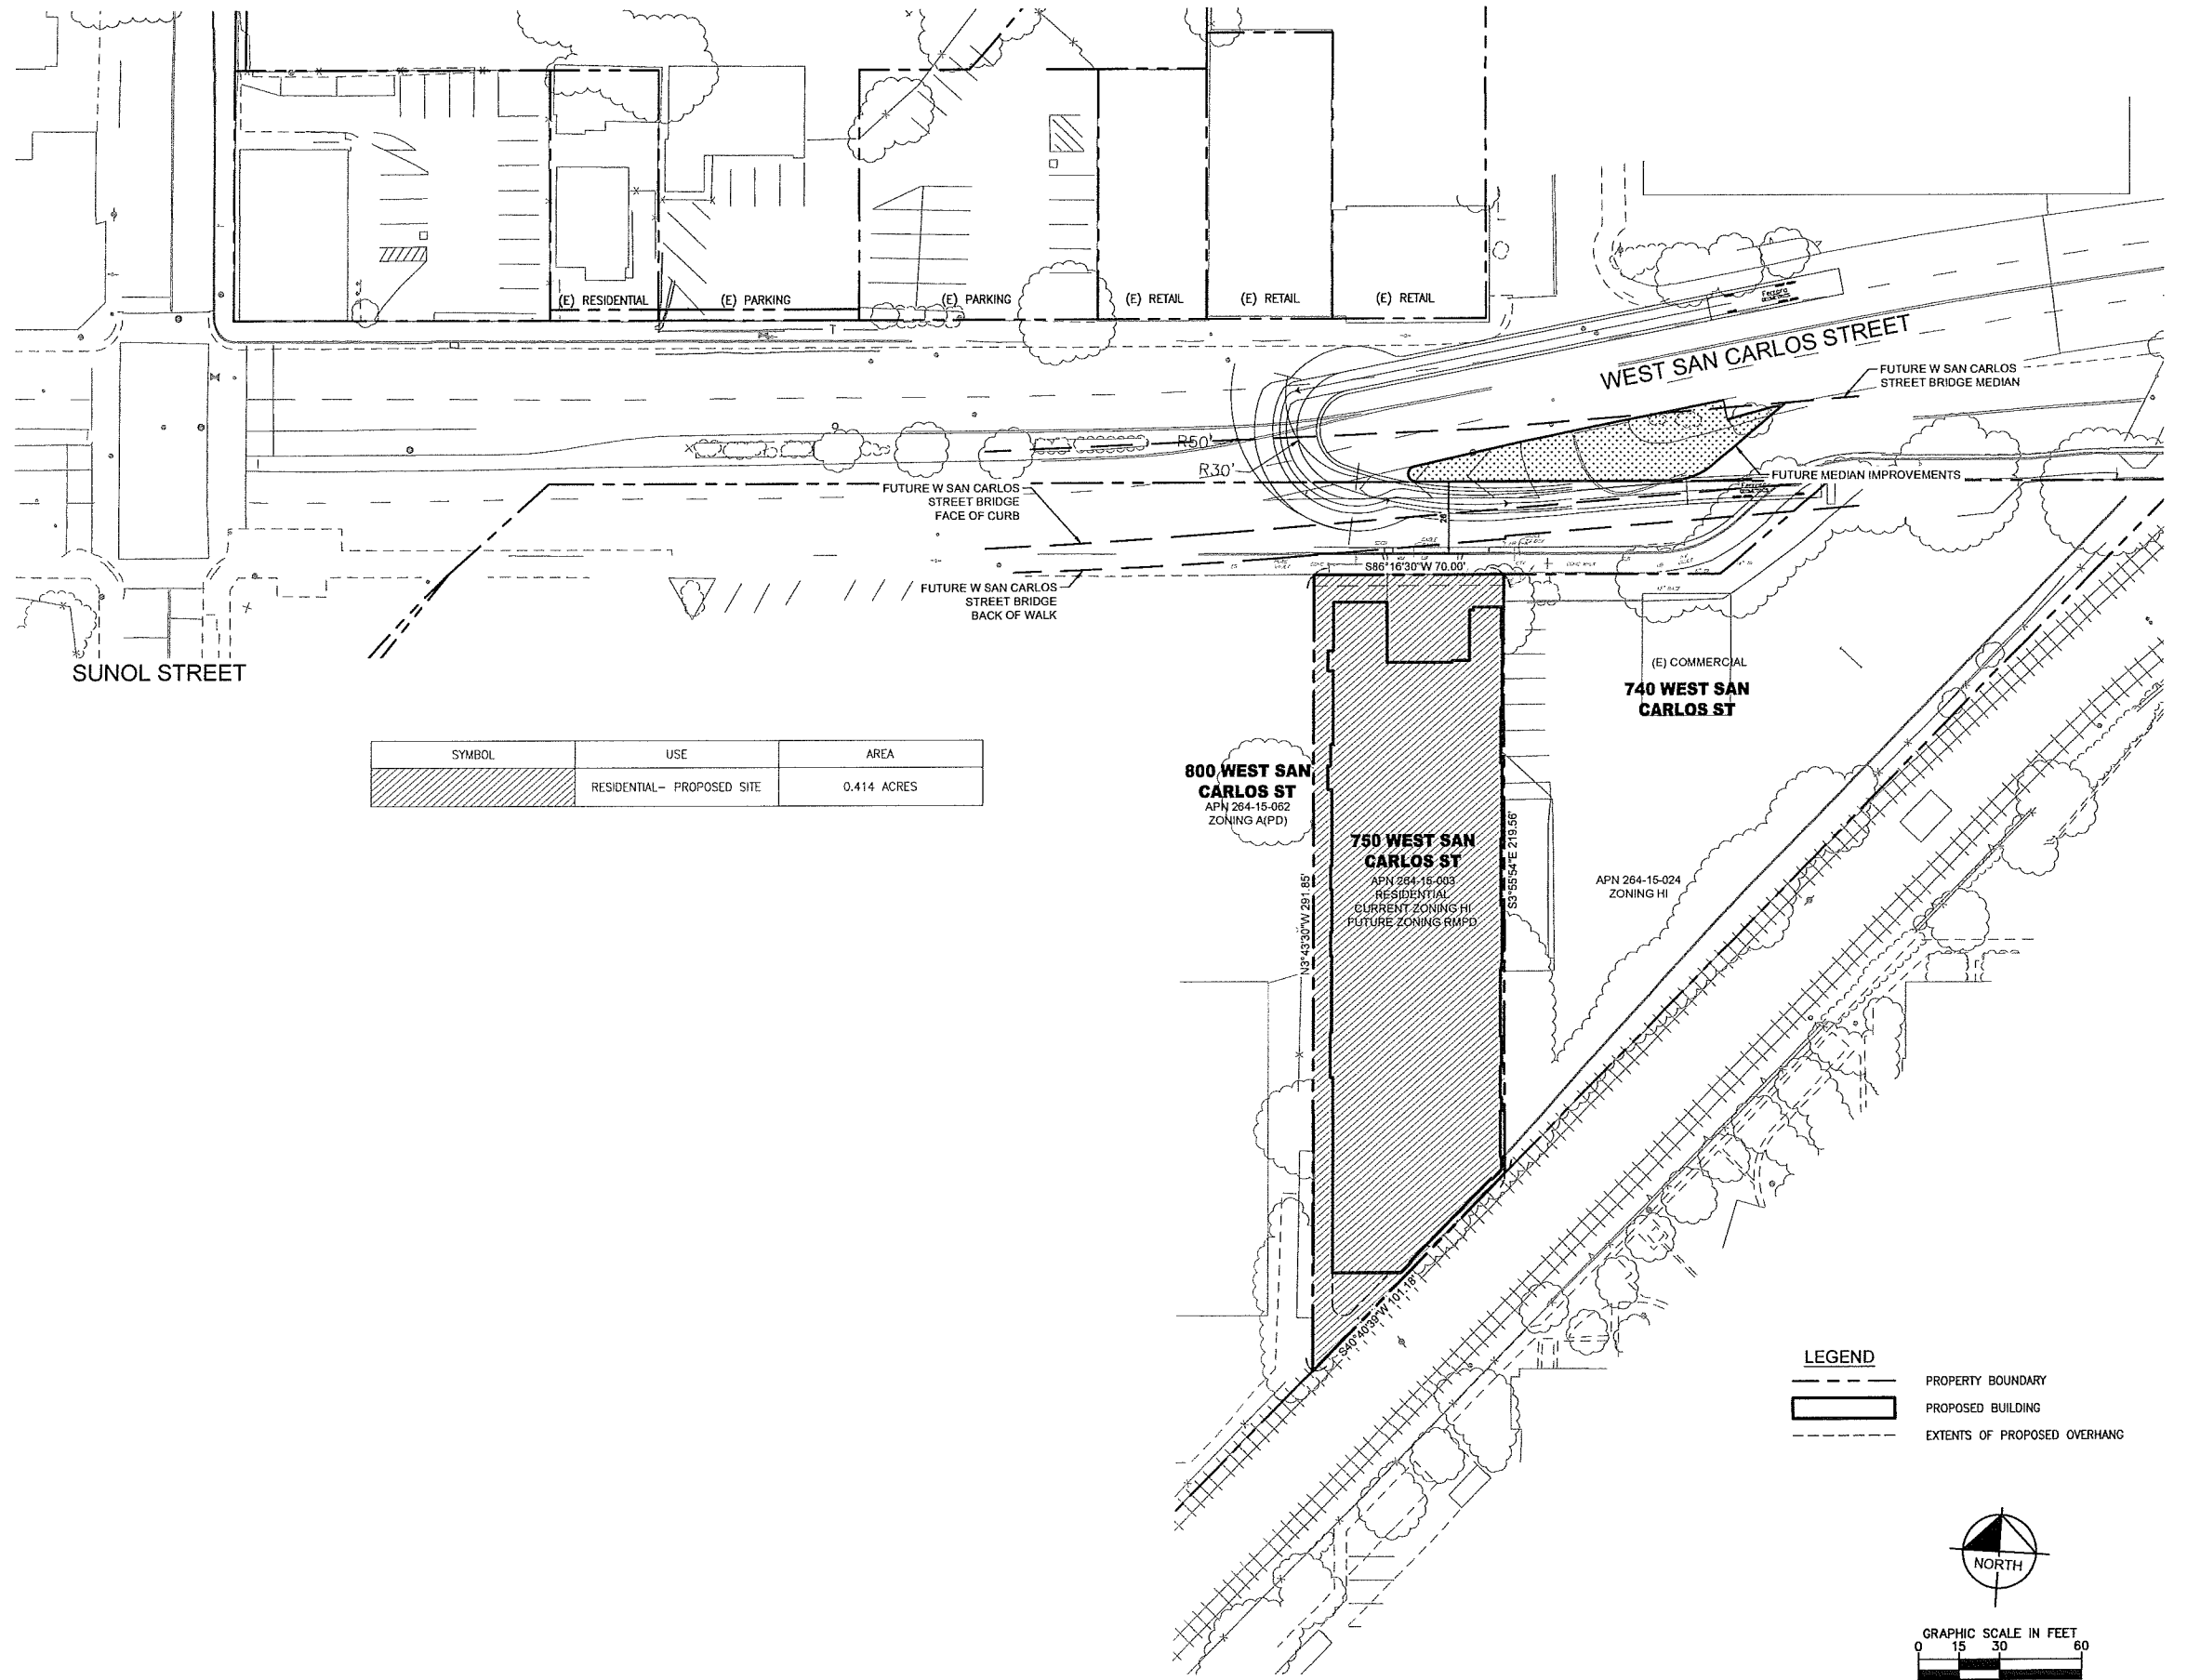 (E) RESIDENTIAL
(E) PARKING
(E) PARKING
(E) RETAIL
(E) RETAIL
(E) RETAIL
WEST SAN CARLOS STREET
FUTURE W SAN CARLOS
STREET BRIDGE MEDIAN
R50'
R30'
FUTURE MEDIAN IMPROVEMENTS
FUTURE W SAN CARLOS
STREET BRIDGE
FACE OF CURB
26'
S86°16'30"W 70.00'
FUTURE W SAN CARLOS
STREET BRIDGE
BACK OF WALK
SUNOL STREET
(E) COMMERCIAL
740 WEST SAN
CARLOS ST
SYMBOL USE AREA
RESIDENTIAL- PROPOSED SITE 0.414 ACRES
800 WEST SAN
CARLOS ST
APN 264-15-062
ZONING A(PD)
750 WEST SAN
CARLOS ST
APN 264-15-003
RESIDENTIAL
CURRENT ZONING HI
FUTURE ZONING RMPD
N3°43'30"W 291.85'
S3°55'54"E 219.56'
APN 264-15-024
ZONING HI
S40°40'39"W 101.18'
LEGEND
PROPERTY BOUNDARY
PROPOSED BUILDING
EXTENTS OF PROPOSED OVERHANG
NORTH
GRAPHIC SCALE IN FEET
0 15 30 60